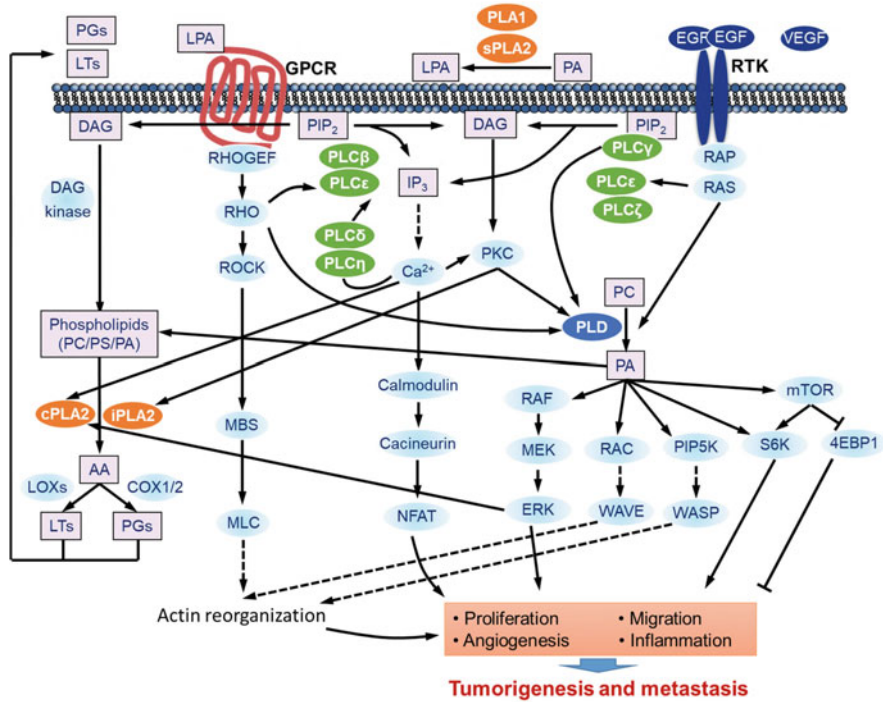 PGs
LTs
LPA
GPCR
PLA1
sPLA2
LPA
PA
EGF
EGF
VEGF
RTK
DAG
PIP₂
DAG
PIP₂
RHOGEF
PLCβ
PLCε
IP₃
PLCγ
PLCε
PLCζ
RAP
RAS
DAG
kinase
RHO
PLCδ
PLCη
ROCK
Ca²⁺
PKC
PC
PLD
Phospholipids
(PC/PS/PA)
PA
cPLA2
iPLA2
MBS
Calmodulin
RAF
mTOR
Cacineurin
MEK
RAC
PIP5K
S6K
4EBP1
AA
LOXs
COX1/2
LTs
PGs
MLC
NFAT
ERK
WAVE
WASP
Actin reorganization
• Proliferation
• Migration
• Angiogenesis
• Inflammation
Tumorigenesis and metastasis